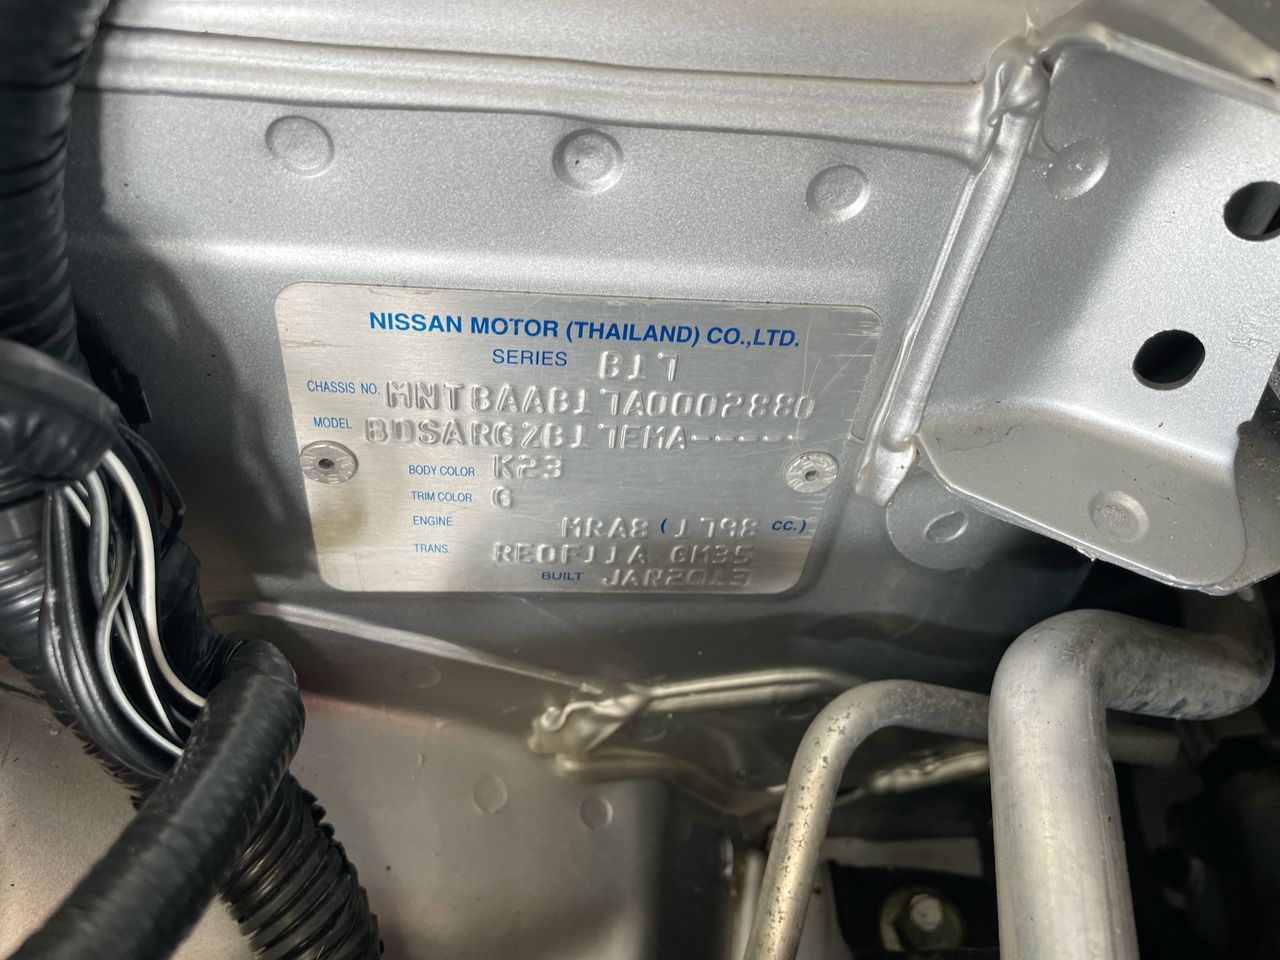 NISSAN MOTOR (THAILAND) CO.,LTD.
SERIES B17
CHASSIS NO. MNTBAAB17A0002880
MODEL BDSARGZB17EMA-----
BODY COLOR K23
TRIM COLOR G
ENGINE MRA8 (1798 CC.)
TRANS. RE0F11A GM35
BUILT JAN2013